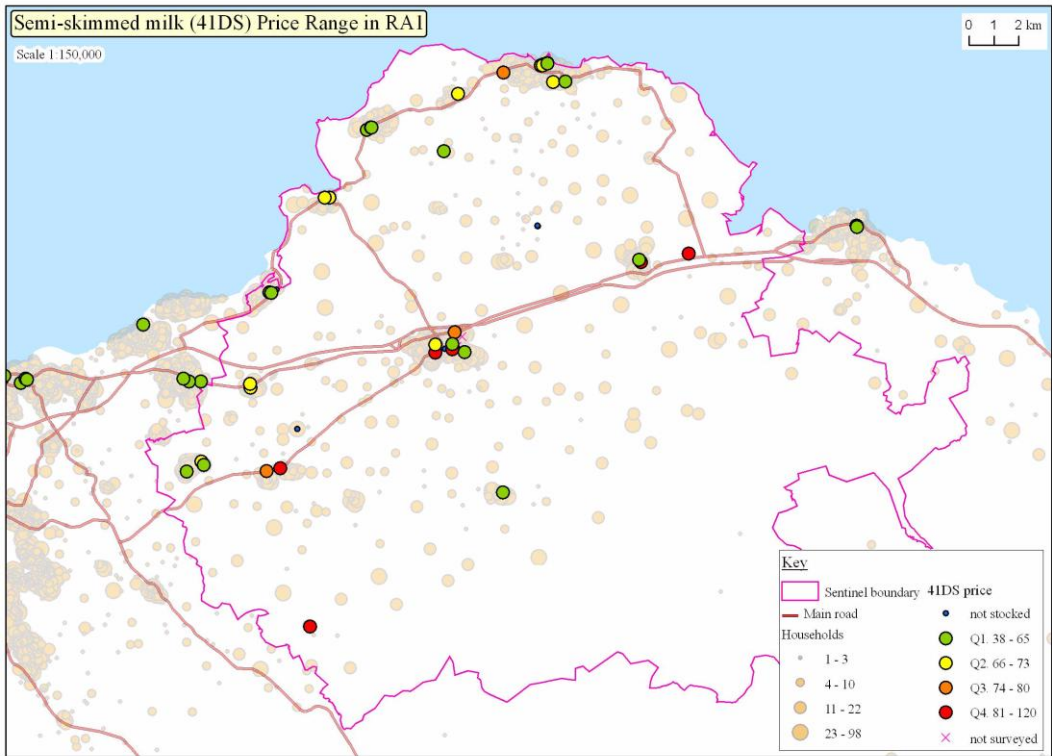 Semi-skimmed milk (41DS) Price Range in RA1
Scale 1:150,000
0 1 2 km
Key
Sentinel boundary
Main road
Households
1 - 3
4 - 10
11 - 22
23 - 98
41DS price
not stocked
Q1. 38 - 65
Q2. 66 - 73
Q3. 74 - 80
Q4. 81 - 120
not surveyed